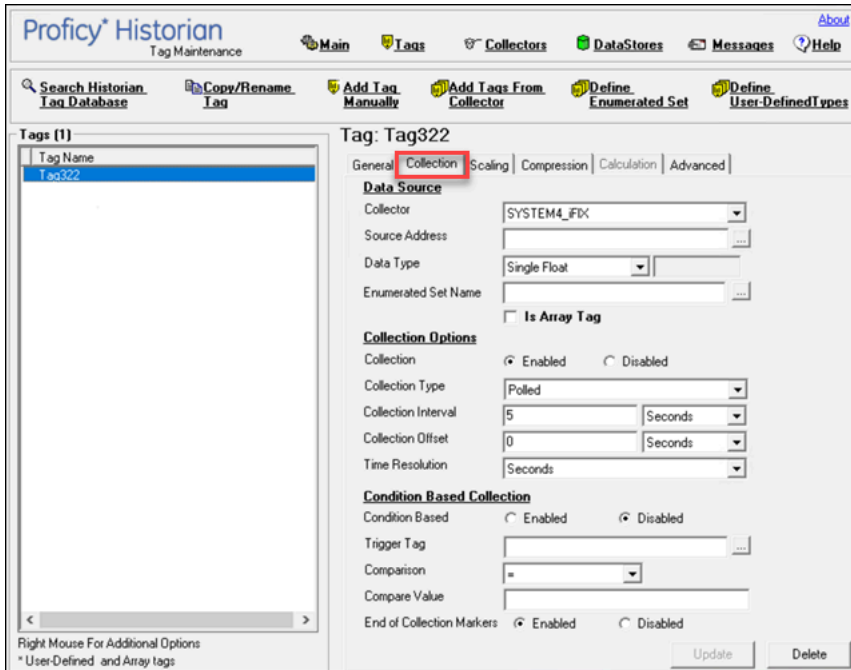 About
Proficy* Historian
Tag Maintenance
Main
Tags
Collectors
DataStores
Messages
Help
Search Historian
Tag Database
Copy/Rename
Tag
Add Tag
Manually
Add Tags From
Collector
Define
Enumerated Set
Define
User-DefinedTypes
Tags (1)
Tag Name
Tag322
Right Mouse For Additional Options
* User-Defined and Array tags
Tag: Tag322
General Collection Scaling Compression Calculation Advanced
Data Source
Collector SYSTEM4_iFIX
Source Address ...
Data Type Single Float
Enumerated Set Name ...
Is Array Tag
Collection Options
Collection Enabled Disabled
Collection Type Polled
Collection Interval 5 Seconds
Collection Offset 0 Seconds
Time Resolution Seconds
Condition Based Collection
Condition Based Enabled Disabled
Trigger Tag ...
Comparison =
Compare Value
End of Collection Markers Enabled Disabled
Update Delete